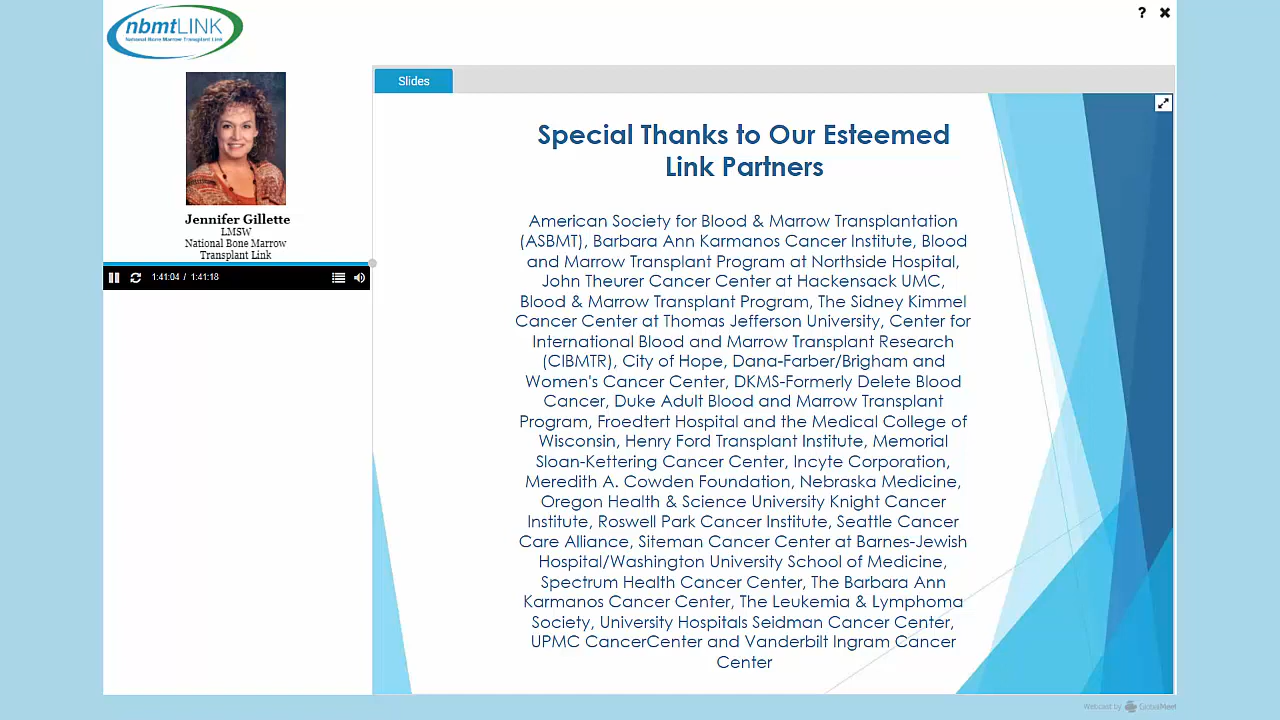 nbmtLINK
National Bone Marrow Transplant Link
Jennifer Gillette
LMSW
National Bone Marrow
Transplant Link
1:41:04 / 1:41:18
Slides
Special Thanks to Our Esteemed
Link Partners
American Society for Blood & Marrow Transplantation
(ASBMT), Barbara Ann Karmanos Cancer Institute, Blood
and Marrow Transplant Program at Northside Hospital,
John Theurer Cancer Center at Hackensack UMC,
Blood & Marrow Transplant Program, The Sidney Kimmel
Cancer Center at Thomas Jefferson University, Center for
International Blood and Marrow Transplant Research
(CIBMTR), City of Hope, Dana-Farber/Brigham and
Women's Cancer Center, DKMS-Formerly Delete Blood
Cancer, Duke Adult Blood and Marrow Transplant
Program, Froedtert Hospital and the Medical College of
Wisconsin, Henry Ford Transplant Institute, Memorial
Sloan-Kettering Cancer Center, Incyte Corporation,
Meredith A. Cowden Foundation, Nebraska Medicine,
Oregon Health & Science University Knight Cancer
Institute, Roswell Park Cancer Institute, Seattle Cancer
Care Alliance, Siteman Cancer Center at Barnes-Jewish
Hospital/Washington University School of Medicine,
Spectrum Health Cancer Center, The Barbara Ann
Karmanos Cancer Center, The Leukemia & Lymphoma
Society, University Hospitals Seidman Cancer Center,
UPMC CancerCenter and Vanderbilt Ingram Cancer
Center
Webcast by GlobalMeet